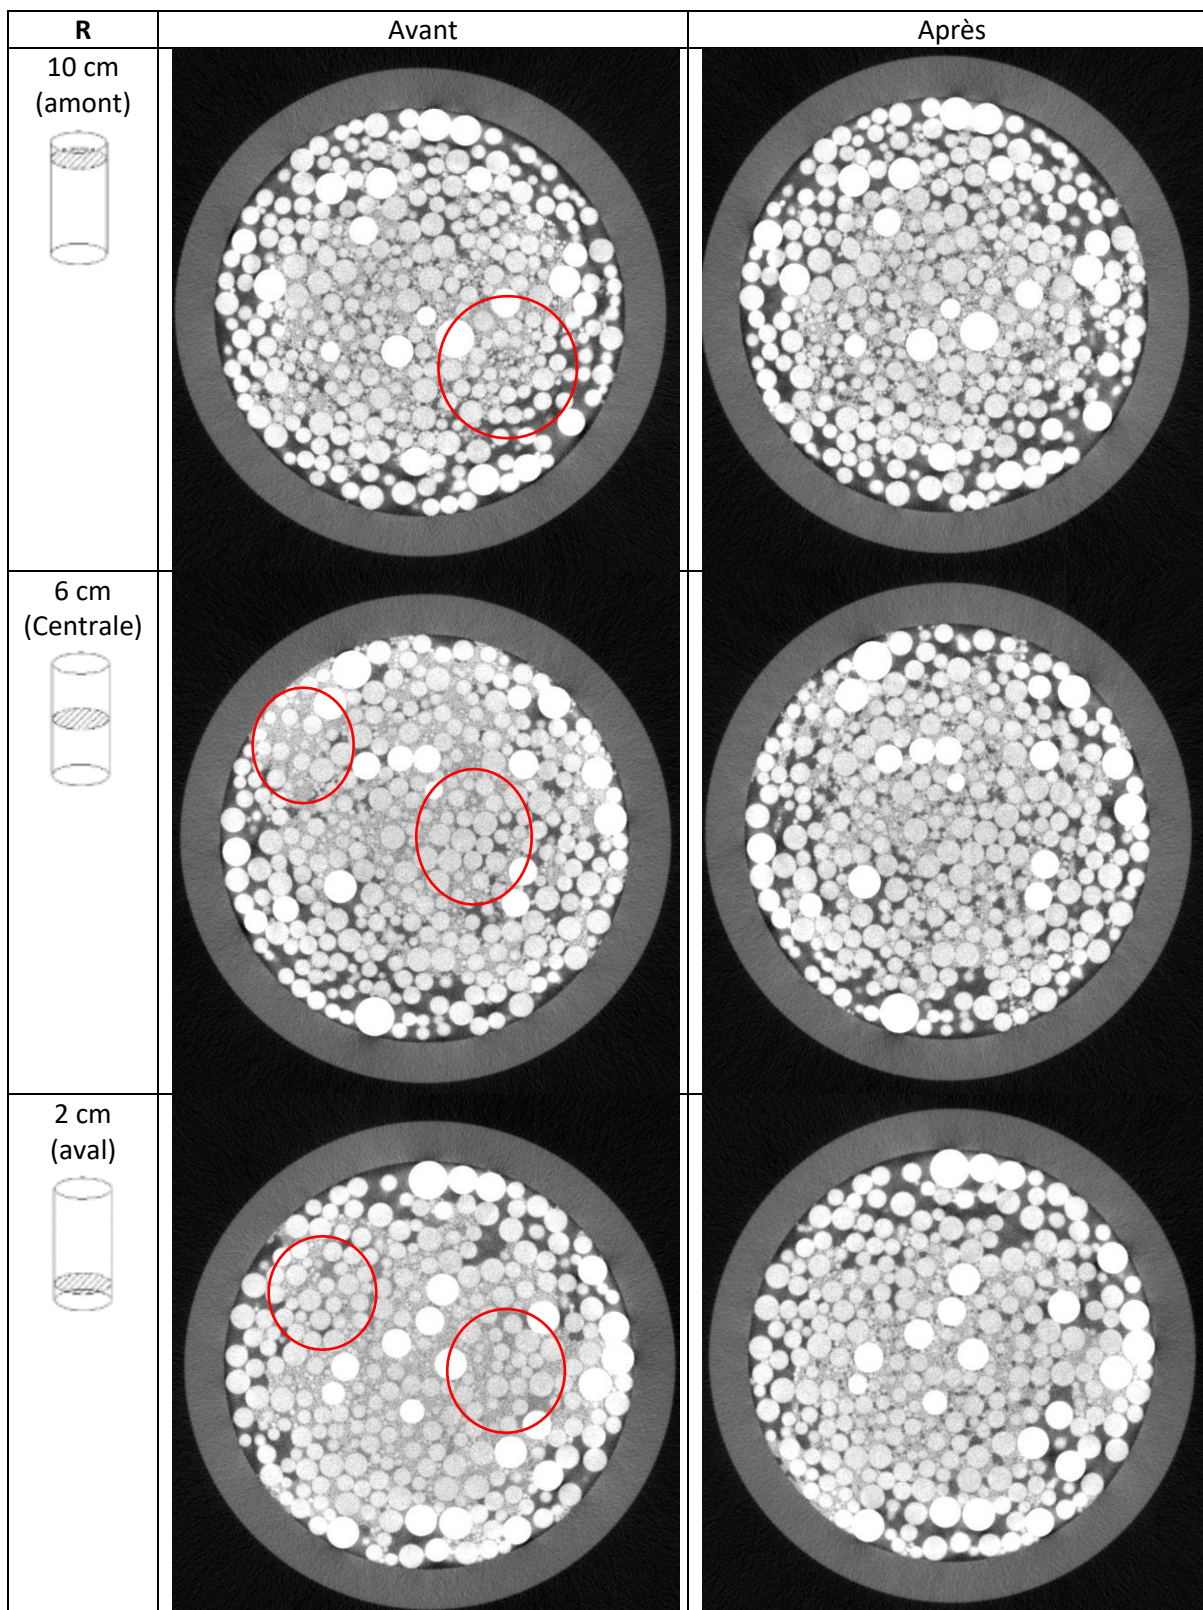 R
Avant
Après
10 cm
(amont)
6 cm
(Centrale)
2 cm
(aval)